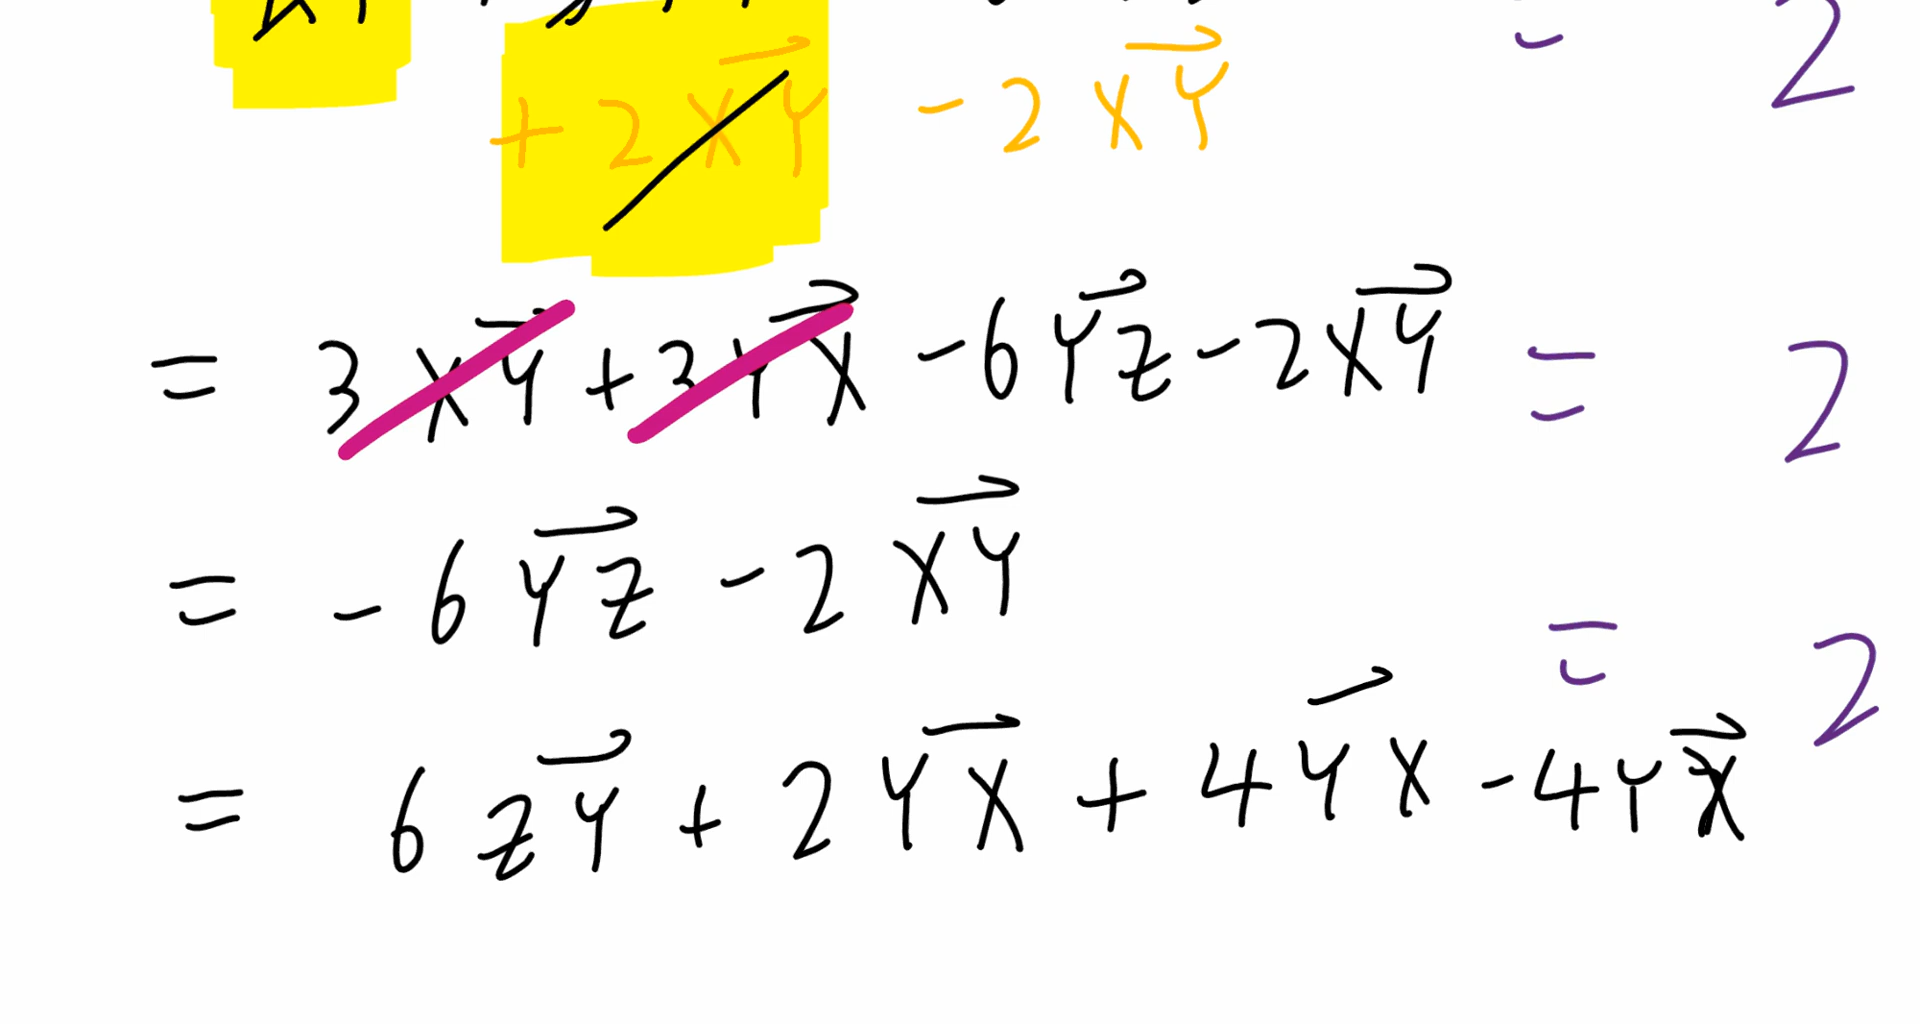 + 2 XY - 2 XY = 2
= 3 XY + 3 YX - 6 YZ - 2 XY = 2
= - 6 YZ - 2 XY = 2
= 6 ZY + 2 YX + 4 YX - 4 YX